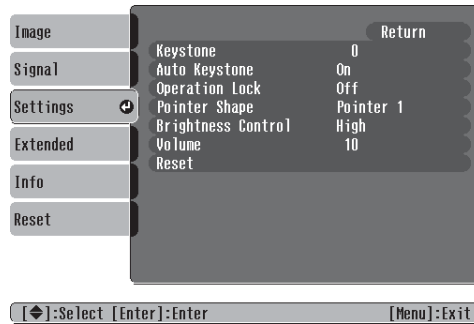 Image
Signal
Settings
Extended
Info
Reset
Return
Keystone 0
Auto Keystone On
Operation Lock Off
Pointer Shape Pointer 1
Brightness Control High
Volume 10
Reset
[◆]:Select [Enter]:Enter [Menu]:Exit